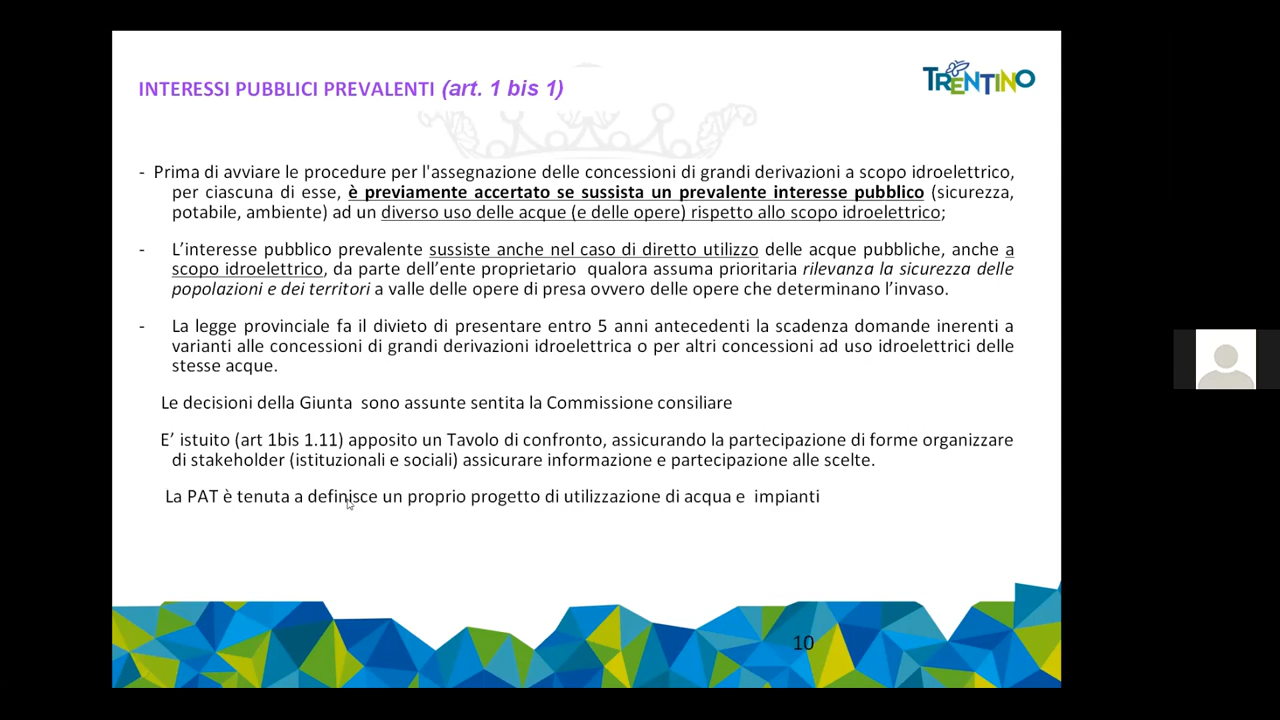 INTERESSI PUBBLICI PREVALENTI (art. 1 bis 1)
TRENTINO
- Prima di avviare le procedure per l'assegnazione delle concessioni di grandi derivazioni a scopo idroelettrico,
per ciascuna di esse, è previamente accertato se sussista un prevalente interesse pubblico (sicurezza,
potabile, ambiente) ad un diverso uso delle acque (e delle opere) rispetto allo scopo idroelettrico;
- L'interesse pubblico prevalente sussiste anche nel caso di diretto utilizzo delle acque pubbliche, anche a
scopo idroelettrico, da parte dell'ente proprietario qualora assuma prioritaria rilevanza la sicurezza delle
popolazioni e dei territori a valle delle opere di presa ovvero delle opere che determinano l'invaso.
- La legge provinciale fa il divieto di presentare entro 5 anni antecedenti la scadenza domande inerenti a
varianti alle concessioni di grandi derivazioni idroelettrica o per altri concessioni ad uso idroelettrici delle
stesse acque.
Le decisioni della Giunta sono assunte sentita la Commissione consiliare
E' istuito (art 1bis 1.11) apposito un Tavolo di confronto, assicurando la partecipazione di forme organizzare
di stakeholder (istituzionali e sociali) assicurare informazione e partecipazione alle scelte.
La PAT è tenuta a definisce un proprio progetto di utilizzazione di acqua e impianti
10